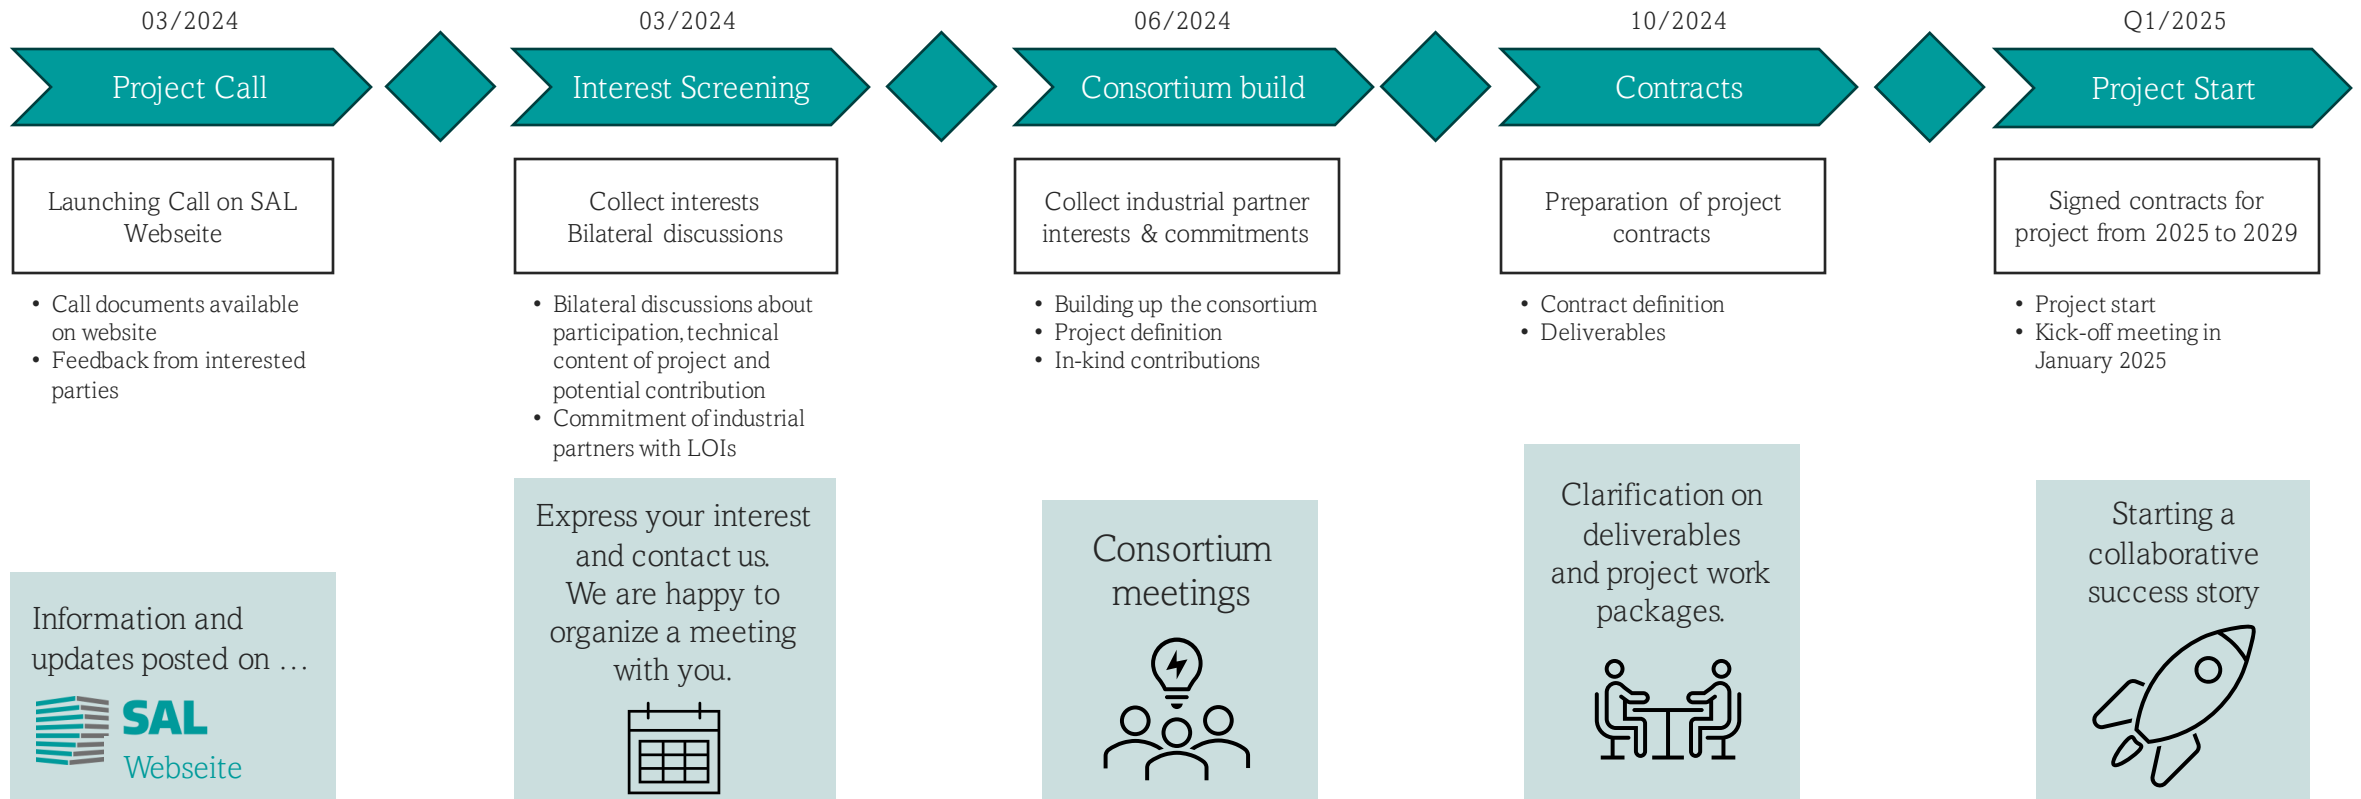 03/2024
Project Call
Launching Call on SAL
Webseite
• Call documents available
on website
• Feedback from interested
parties
Information and
updates posted on …
SAL
Webseite
03/2024
Interest Screening
Collect interests
Bilateral discussions
• Bilateral discussions about
participation, technical
content of project and
potential contribution
• Commitment of industrial
partners with LOIs
Express your interest
and contact us.
We are happy to
organize a meeting
with you.
06/2024
Consortium build
Collect industrial partner
interests & commitments
• Building up the consortium
• Project definition
• In-kind contributions
Consortium
meetings
10/2024
Contracts
Preparation of project
contracts
• Contract definition
• Deliverables
Clarification on
deliverables
and project work
packages.
Q1/2025
Project Start
Signed contracts for
project from 2025 to 2029
• Project start
• Kick-off meeting in
January 2025
Starting a
collaborative
success story